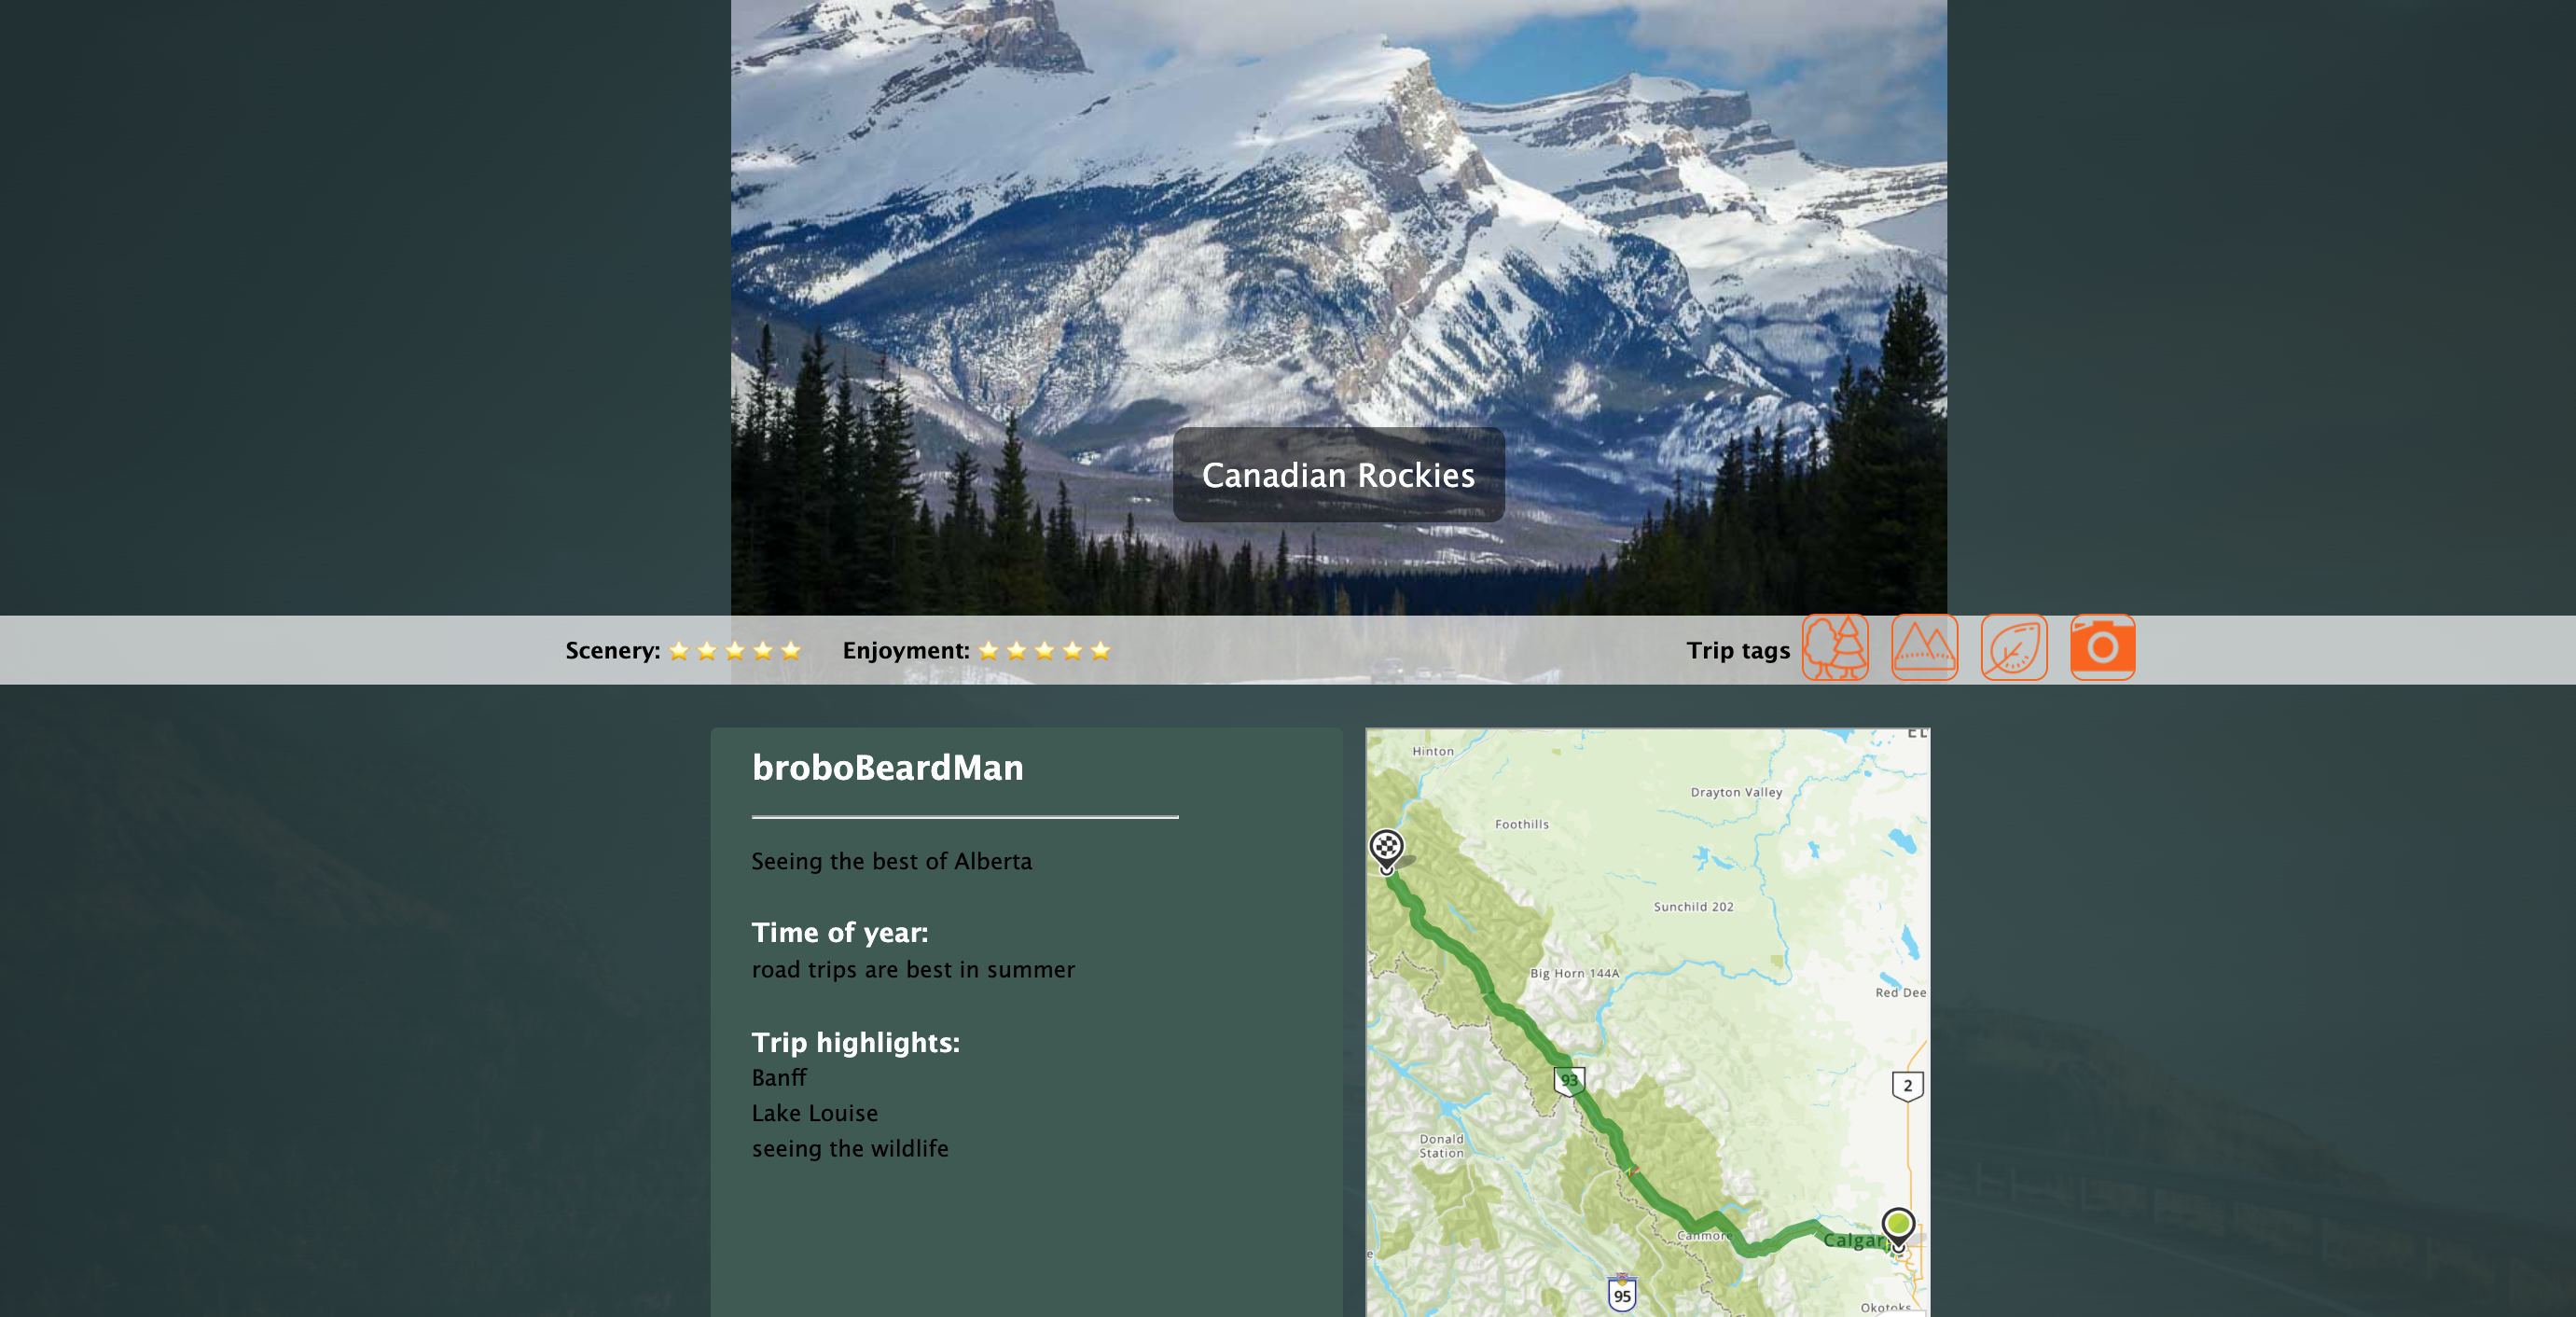 Canadian Rockies
Scenery: Enjoyment: Trip tags
broboBeardMan
Seeing the best of Alberta
Time of year:
road trips are best in summer
Trip highlights:
Banff
Lake Louise
seeing the wildlife
Hinton
Drayton Valley
Foothills
Sunchild 202
Big Horn 144A
Red Dee
93
2
Donald
Station
Canmore
Calgar
95
Okotoks